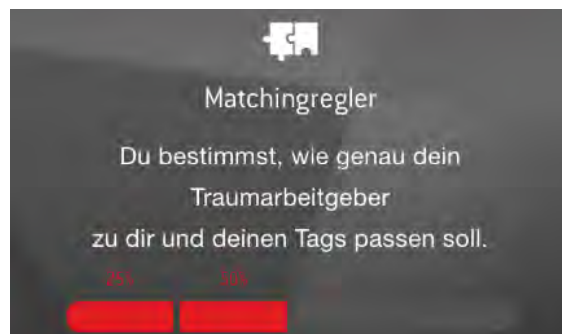 Matchingregler
Du bestimmst, wie genau dein
Traumarbeitgeber
zu dir und deinen Tags passen soll.